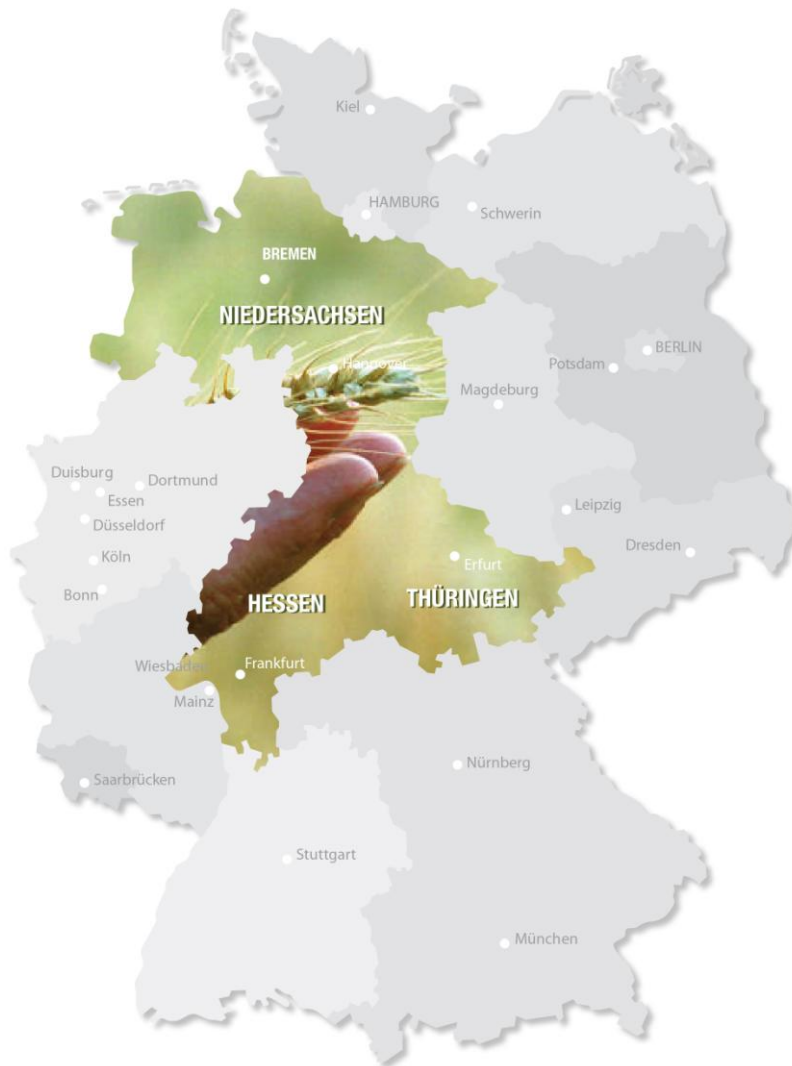 Kiel
HAMBURG
Schwerin
BREMEN
NIEDERSACHSEN
Hannover
BERLIN
Potsdam
Magdeburg
Duisburg
Dortmund
Essen
Düsseldorf
Leipzig
Köln
Erfurt
Dresden
Bonn
HESSEN
THÜRINGEN
Wiesbaden
Frankfurt
Mainz
Nürnberg
Saarbrücken
Stuttgart
München